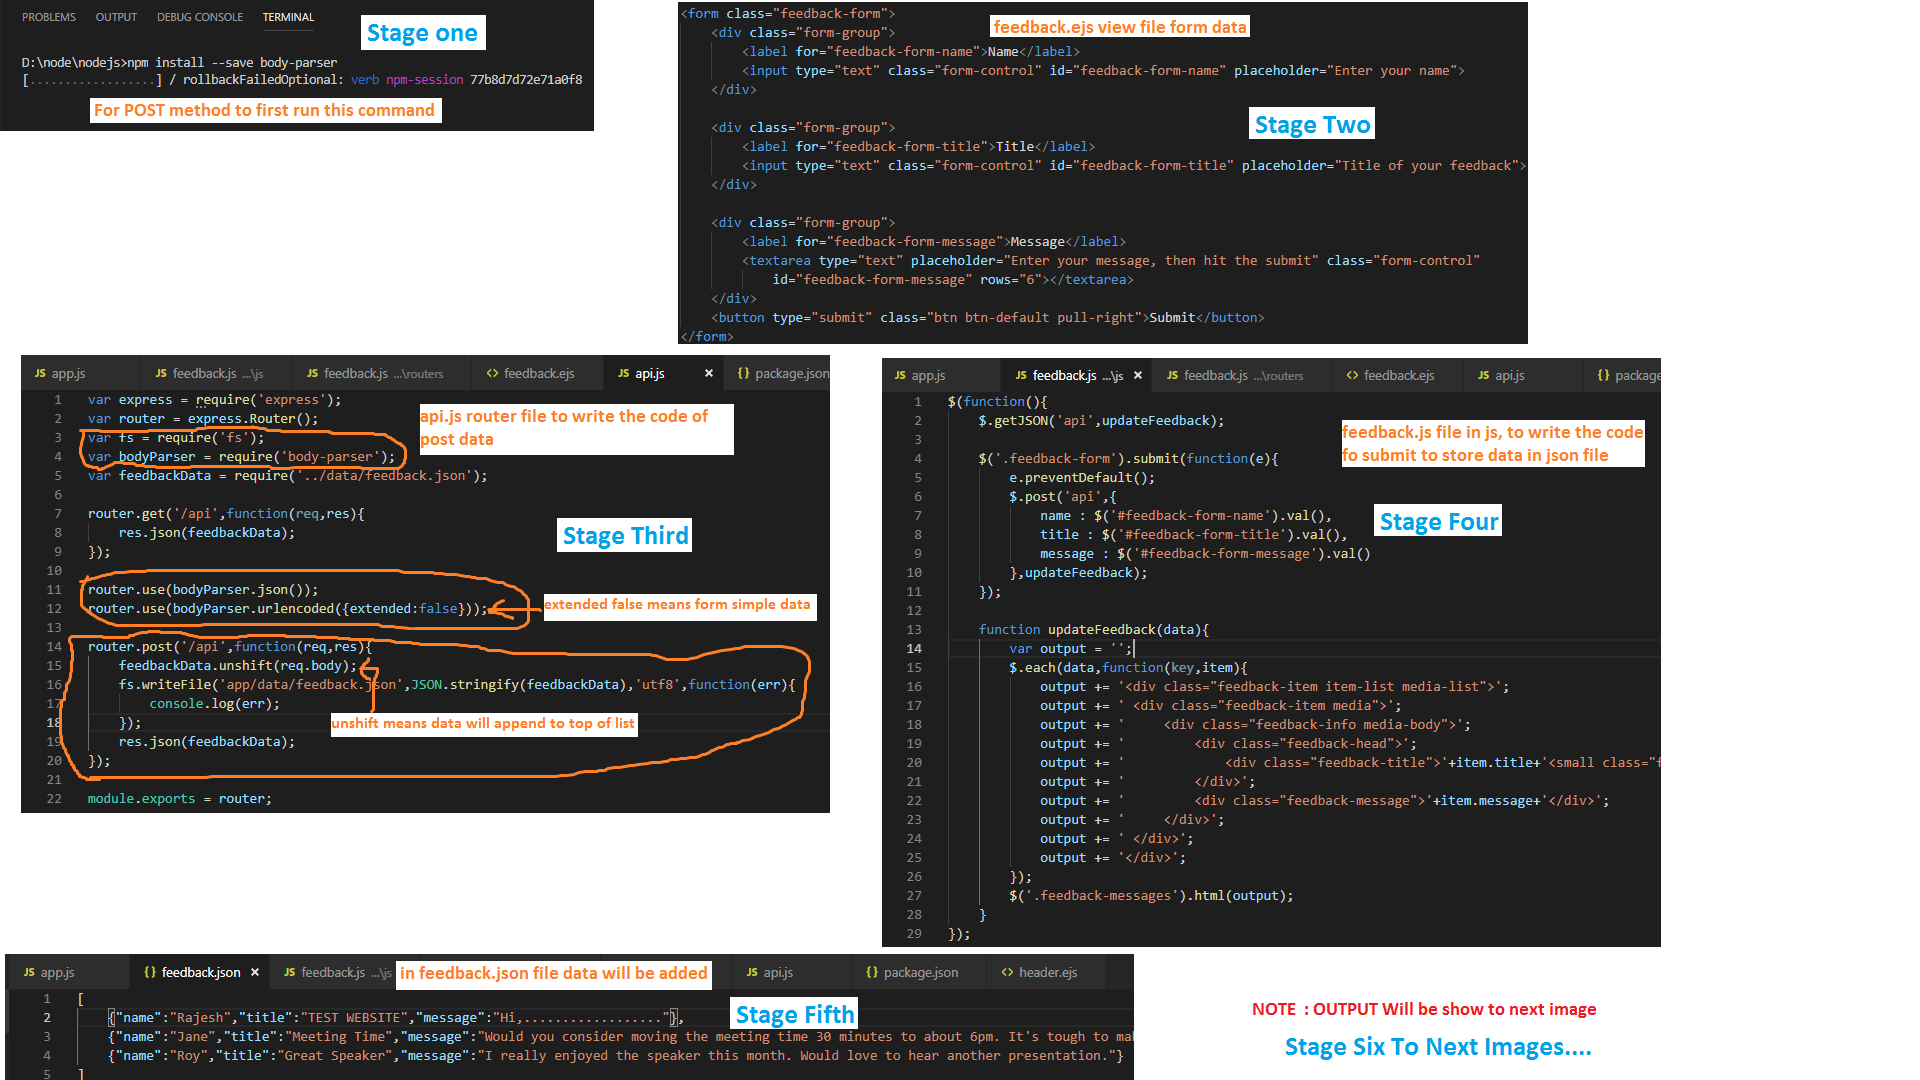 PROBLEMS OUTPUT DEBUG CONSOLE TERMINAL
Stage one
D:\node\nodejs>npm install --save body-parser
[..................] / rollbackFailedOptional: verb npm-session 77b8d7d72e71a0f8
For POST method to first run this command
<form class="feedback-form">
feedback.ejs view file form data
<div class="form-group">
<label for="feedback-form-name">Name</label>
<input type="text" class="form-control" id="feedback-form-name" placeholder="Enter your name">
</div>
Stage Two
<div class="form-group">
<label for="feedback-form-title">Title</label>
<input type="text" class="form-control" id="feedback-form-title" placeholder="Title of your feedback">
</div>
<div class="form-group">
<label for="feedback-form-message">Message</label>
<textarea type="text" placeholder="Enter your message, then hit the submit" class="form-control"
id="feedback-form-message" rows="6"></textarea>
</div>
<button type="submit" class="btn btn-default pull-right">Submit</button>
</form>
JS app.js JS feedback.js ...\js JS feedback.js ...\routers <> feedback.ejs JS api.js × {} package.json
1 var express = require('express');
2 var router = express.Router();
3 var fs = require('fs');
4 var bodyParser = require('body-parser');
5 var feedbackData = require('../data/feedback.json');
6
7 router.get('/api',function(req,res){
8 res.json(feedbackData);
9 });
10
11 router.use(bodyParser.json());
12 router.use(bodyParser.urlencoded({extended:false}));
13
14 router.post('/api',function(req,res){
15 feedbackData.unshift(req.body);
16 fs.writeFile('app/data/feedback.json',JSON.stringify(feedbackData),'utf8',function(err){
17 console.log(err);
18 });
19 res.json(feedbackData);
20 });
21
22 module.exports = router;
api.js router file to write the code of
post data
Stage Third
extended false means form simple data
unshift means data will append to top of list
JS app.js JS feedback.js ...\js × JS feedback.js ...\routers <> feedback.ejs JS api.js {} package
1 $(function(){
2 $.getJSON('api',updateFeedback);
3
4 $('.feedback-form').submit(function(e){
5 e.preventDefault();
6 $.post('api',{
7 name : $('#feedback-form-name').val(),
8 title : $('#feedback-form-title').val(),
9 message : $('#feedback-form-message').val()
10 },updateFeedback);
11 });
12
13 function updateFeedback(data){
14 var output = '';
15 $.each(data,function(key,item){
16 output += '<div class="feedback-item item-list media-list">';
17 output += ' <div class="feedback-item media">';
18 output += ' <div class="feedback-info media-body">';
19 output += ' <div class="feedback-head">';
20 output += ' <div class="feedback-title">'+item.title+'<small class="f
21 output += ' </div>';
22 output += ' <div class="feedback-message">'+item.message+'</div>';
23 output += ' </div>';
24 output += ' </div>';
25 output += '</div>';
26 });
27 $('.feedback-messages').html(output);
28 }
29 });
feedback.js file in js, to write the code
fo submit to store data in json file
Stage Four
JS app.js {} feedback.json × JS feedback.js ...\js JS api.js {} package.json <> header.ejs
in feedback.json file data will be added
Stage Fifth
1 [
2 {"name":"Rajesh","title":"TEST WEBSITE","message":"Hi,.................."},
3 {"name":"Jane","title":"Meeting Time","message":"Would you consider moving the meeting time 30 minutes to about 6pm. It's tough to ma
4 {"name":"Roy","title":"Great Speaker","message":"I really enjoyed the speaker this month. Would love to hear another presentation."}
5 ]
NOTE : OUTPUT Will be show to next image
Stage Six To Next Images....